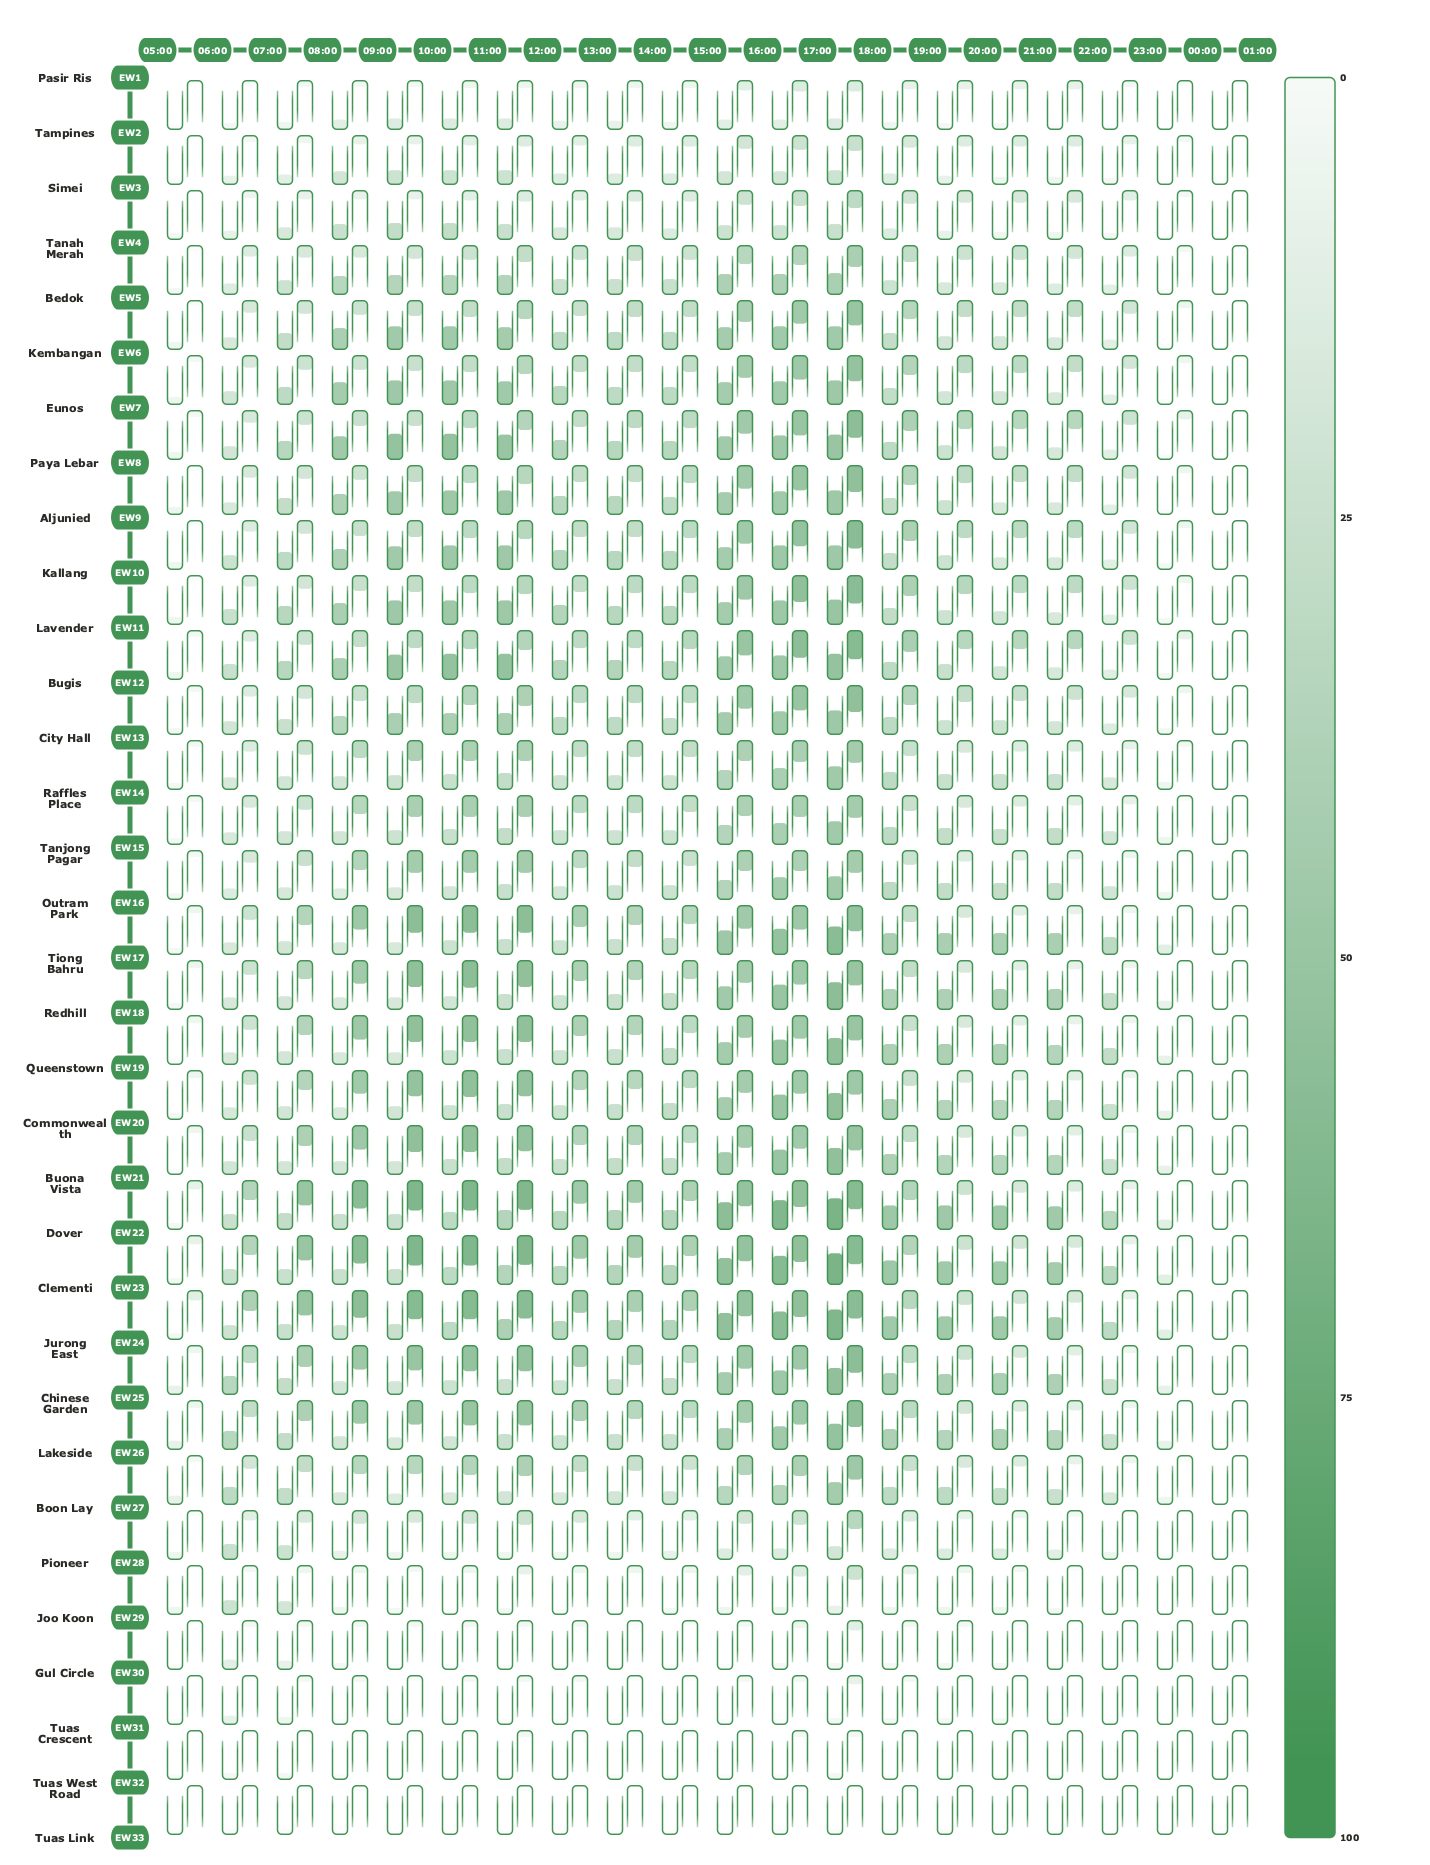 05:00 06:00 07:00 08:00 09:00 10:00 11:00 12:00 13:00 14:00 15:00 16:00 17:00 18:00 19:00 20:00 21:00 22:00 23:00 00:00 01:00
Pasir Ris EW1 0
Tampines EW2
Simei EW3
Tanah EW4
Merah
Bedok EW5
Kembangan EW6
Eunos EW7
Paya Lebar EW8
Aljunied EW9 25
Kallang EW10
Lavender EW11
Bugis EW12
City Hall EW13
Raffles EW14
Place
Tanjong EW15
Pagar
Outram EW16
Park
Tiong EW17 50
Bahru
Redhill EW18
Queenstown EW19
Commonweal EW20
th
Buona EW21
Vista
Dover EW22
Clementi EW23
Jurong EW24
East
Chinese EW25 75
Garden
Lakeside EW26
Boon Lay EW27
Pioneer EW28
Joo Koon EW29
Gul Circle EW30
Tuas EW31
Crescent
Tuas West EW32
Road
Tuas Link EW33 100